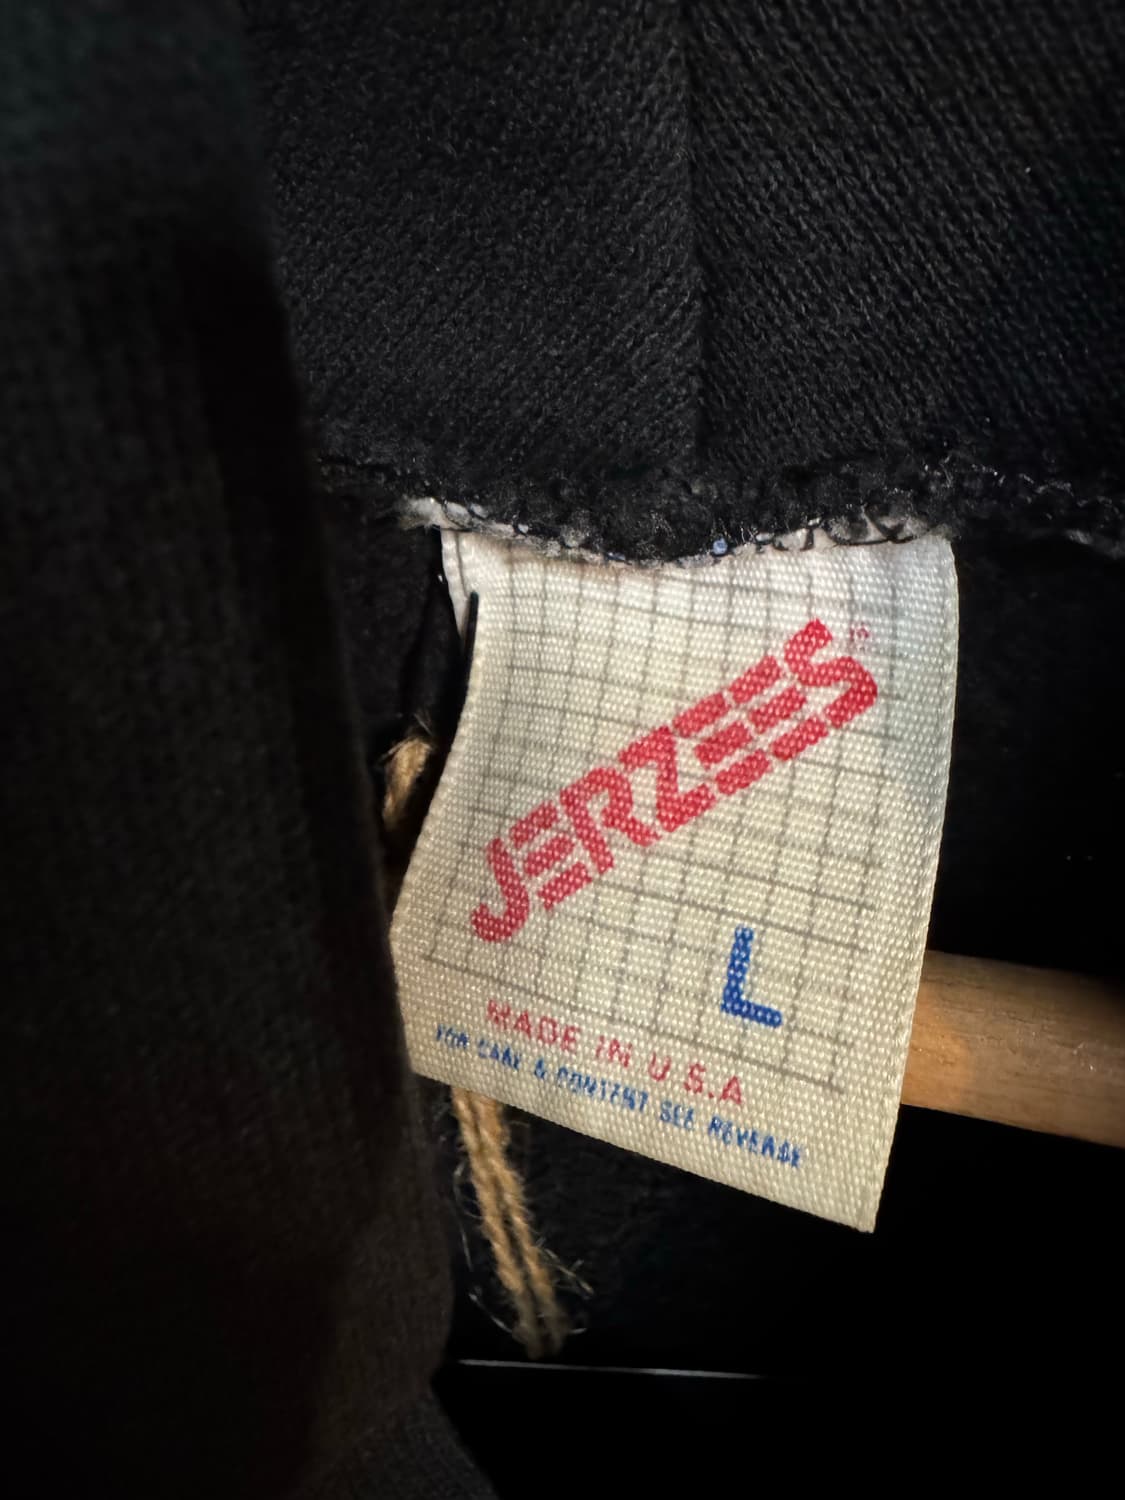 JERZEES
L
MADE IN U.S.A
FOR CARE & CONTENT SEE REVERSE